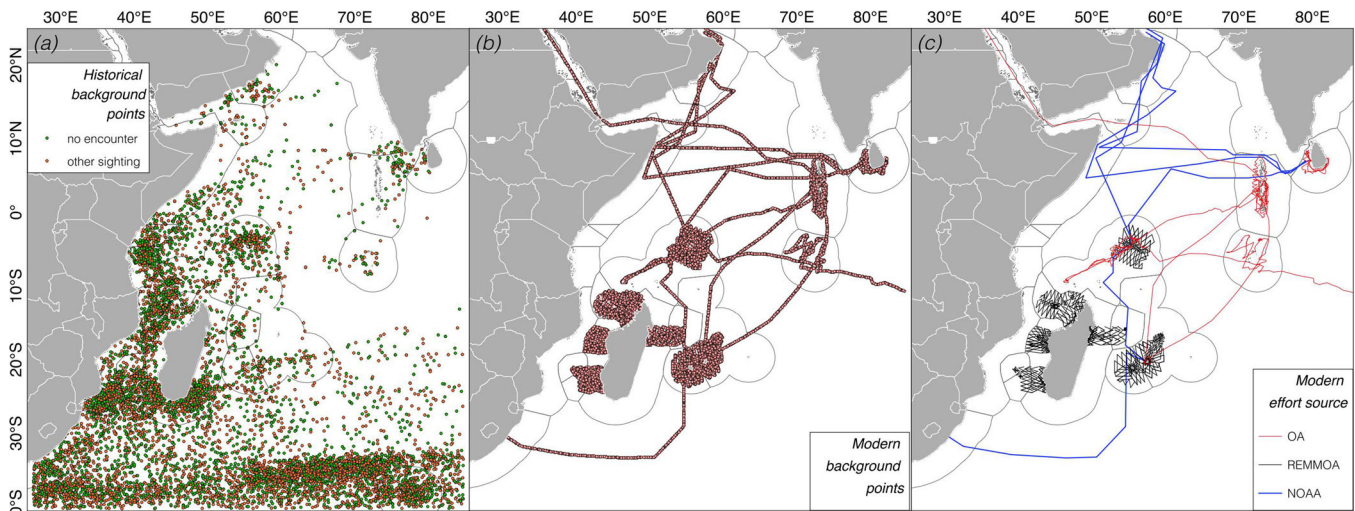 30°E 40°E 50°E 60°E 70°E 80°E 30°E 40°E 50°E 60°E 70°E 80°E 30°E 40°E 50°E 60°E 70°E 80°E
(a)
(b)
(c)
20°N
10°N
0°
10°S
20°S
30°S
0°S
Historical
background
points
no encounter
other sighting
Modern
background
points
Modern
effort source
OA
REMMOA
NOAA